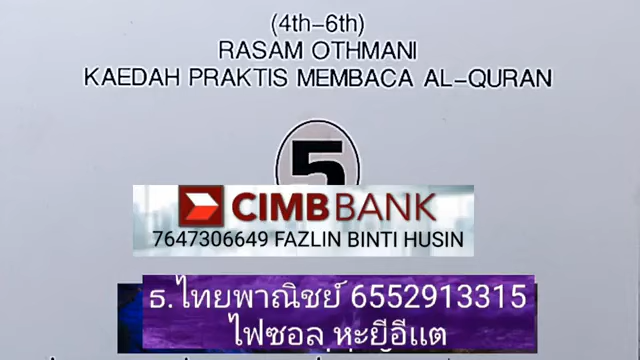 (4th-6th)
RASAM OTHMANI
KAEDAH PRAKTIS MEMBACA AL-QURAN
5
CIMB BANK
7647306649 FAZLIN BINTI HUSIN
ธ.ไทยพาณิชย์ 6552913315
ไฟซอล หะยีอีแต